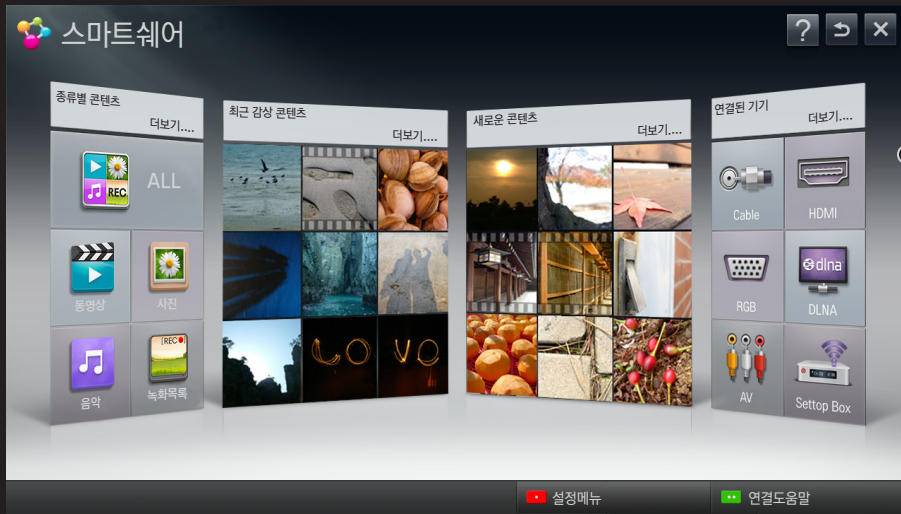 스마트쉐어
?
종류별 콘텐츠
더보기....
ALL
REC
동영상
사진
음악
[REC●]
녹화목록
최근 감상 콘텐츠
더보기....
LO VO
새로운 콘텐츠
더보기....
연결된 기기
더보기....
Cable
HDMI
RGB
dlna
DLNA
AV
Settop Box
설정메뉴
연결도움말